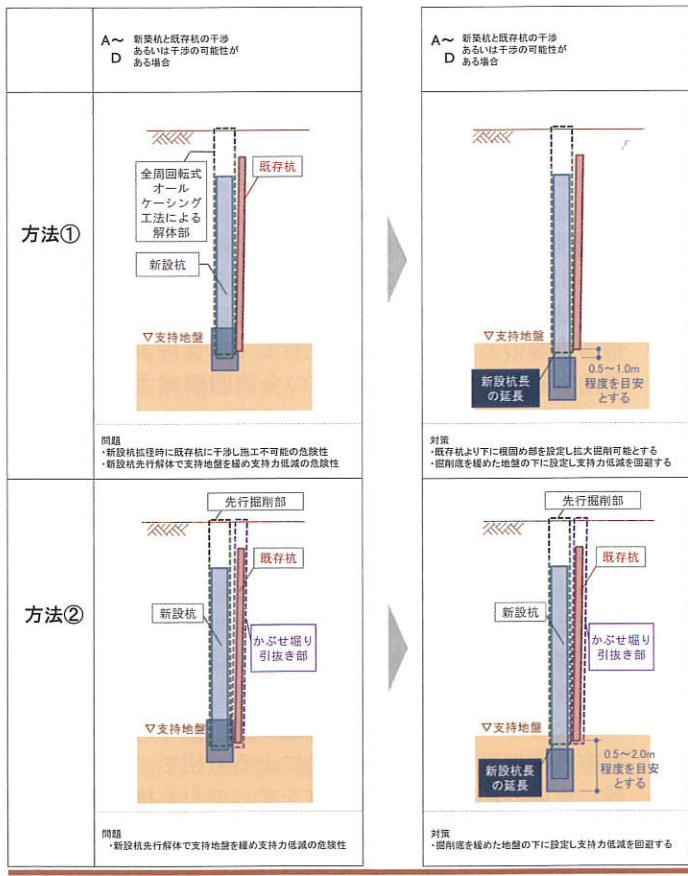 A～ 新築杭と既存杭の干渉
D あるいは干渉の可能性が
ある場合
A～ 新築杭と既存杭の干渉
D あるいは干渉の可能性が
ある場合
方法①
全周回転式
オール
ケーシング
工法による
解体部
既存杭
新設杭
▽支持地盤
問題
・新設杭拡径時に既存杭に干渉し施工不可能の危険性
・新設杭先行解体で支持地盤を緩め支持力低減の危険性
▽支持地盤
新設杭長
の延長
0.5～1.0m
程度を目安
とする
対策
・既存杭より下に根固め部を設定し拡大掘削可能とする
・掘削底を緩めた地盤の下に設定し支持力低減を回避する
方法②
先行掘削部
既存杭
新設杭
かぶせ堀り
引抜き部
▽支持地盤
問題
・新設杭先行解体で支持地盤を緩め支持力低減の危険性
先行掘削部
既存杭
新設杭
かぶせ堀り
引抜き部
▽支持地盤
新設杭長
の延長
0.5～2.0m
程度を目安
とする
対策
・掘削底を緩めた地盤の下に設定し支持力低減を回避する